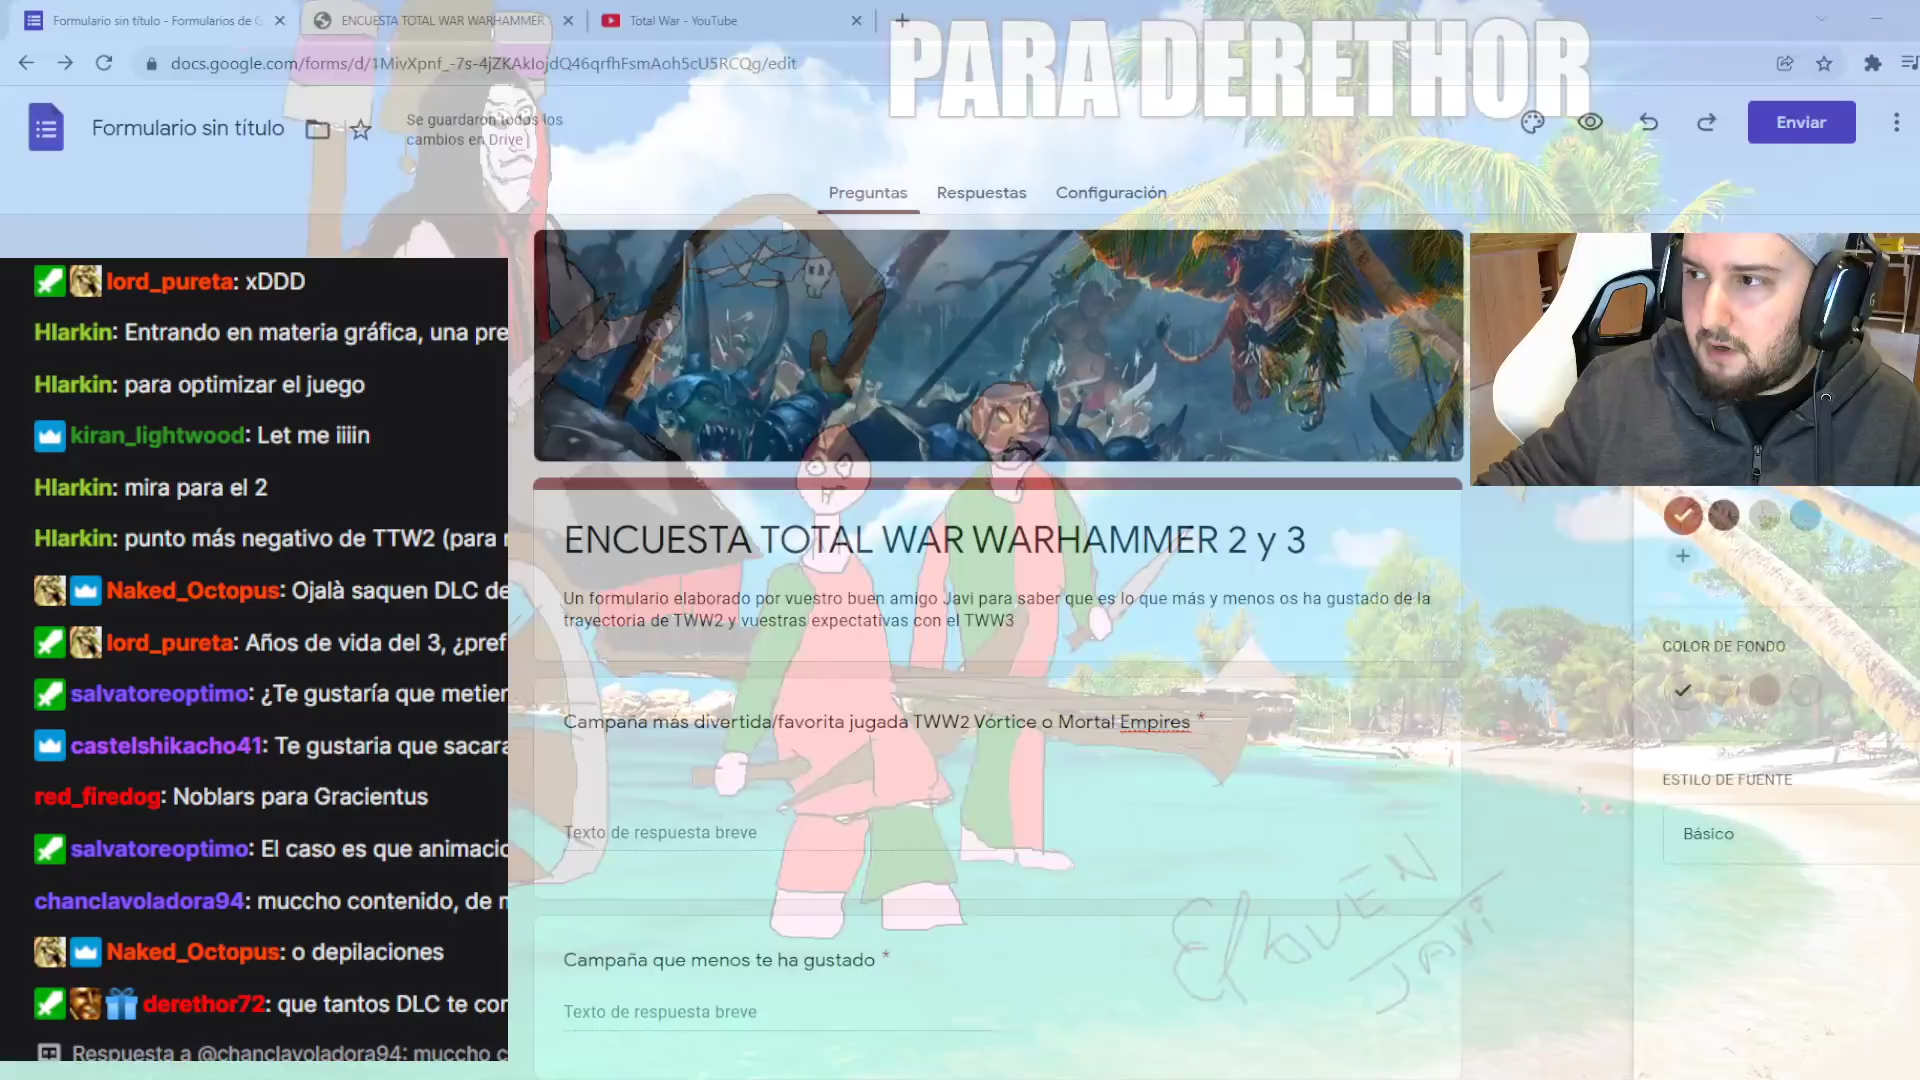 Formulario sin título - Formularios de G
ENCUESTA TOTAL WAR WARHAMMER
Total War - YouTube
PARA DERETHOR
docs.google.com/forms/d/1MivXpnf_-7s-4jZKAkIojdQ46qrfhFsmAoh5cU5RCQg/edit
Formulario sin título
Se guardaron todos los
cambios en Drive
Enviar
Preguntas
Respuestas
Configuración
lord_pureta: xDDD
Hlarkin: Entrando en materia gráfica, una pre
Hlarkin: para optimizar el juego
kiran_lightwood: Let me iiiin
Hlarkin: mira para el 2
Hlarkin: punto más negativo de TTW2 (para
Naked_Octopus: Ojalà saquen DLC de
lord_pureta: Años de vida del 3, ¿pref
salvatoreoptimo: ¿Te gustaría que metier
castelshikacho41: Te gustaria que sacara
red_firedog: Noblars para Gracientus
salvatoreoptimo: El caso es que animacio
chanclavoladora94: muccho contenido, de
Naked_Octopus: o depilaciones
derethor72: que tantos DLC te cor
Respuesta a @chanclavoladora94: muccho c
ENCUESTA TOTAL WAR WARHAMMER 2 y 3
Un formulario elaborado por vuestro buen amigo Javi para saber que es lo que más y menos os ha gustado de la
trayectoria de TWW2 y vuestras expectativas con el TWW3
Campaña más divertida/favorita jugada TWW2 Vórtice o Mortal Empires *
Texto de respuesta breve
Campaña que menos te ha gustado *
Texto de respuesta breve
COLOR DE FONDO
ESTILO DE FUENTE
Básico
JAVI